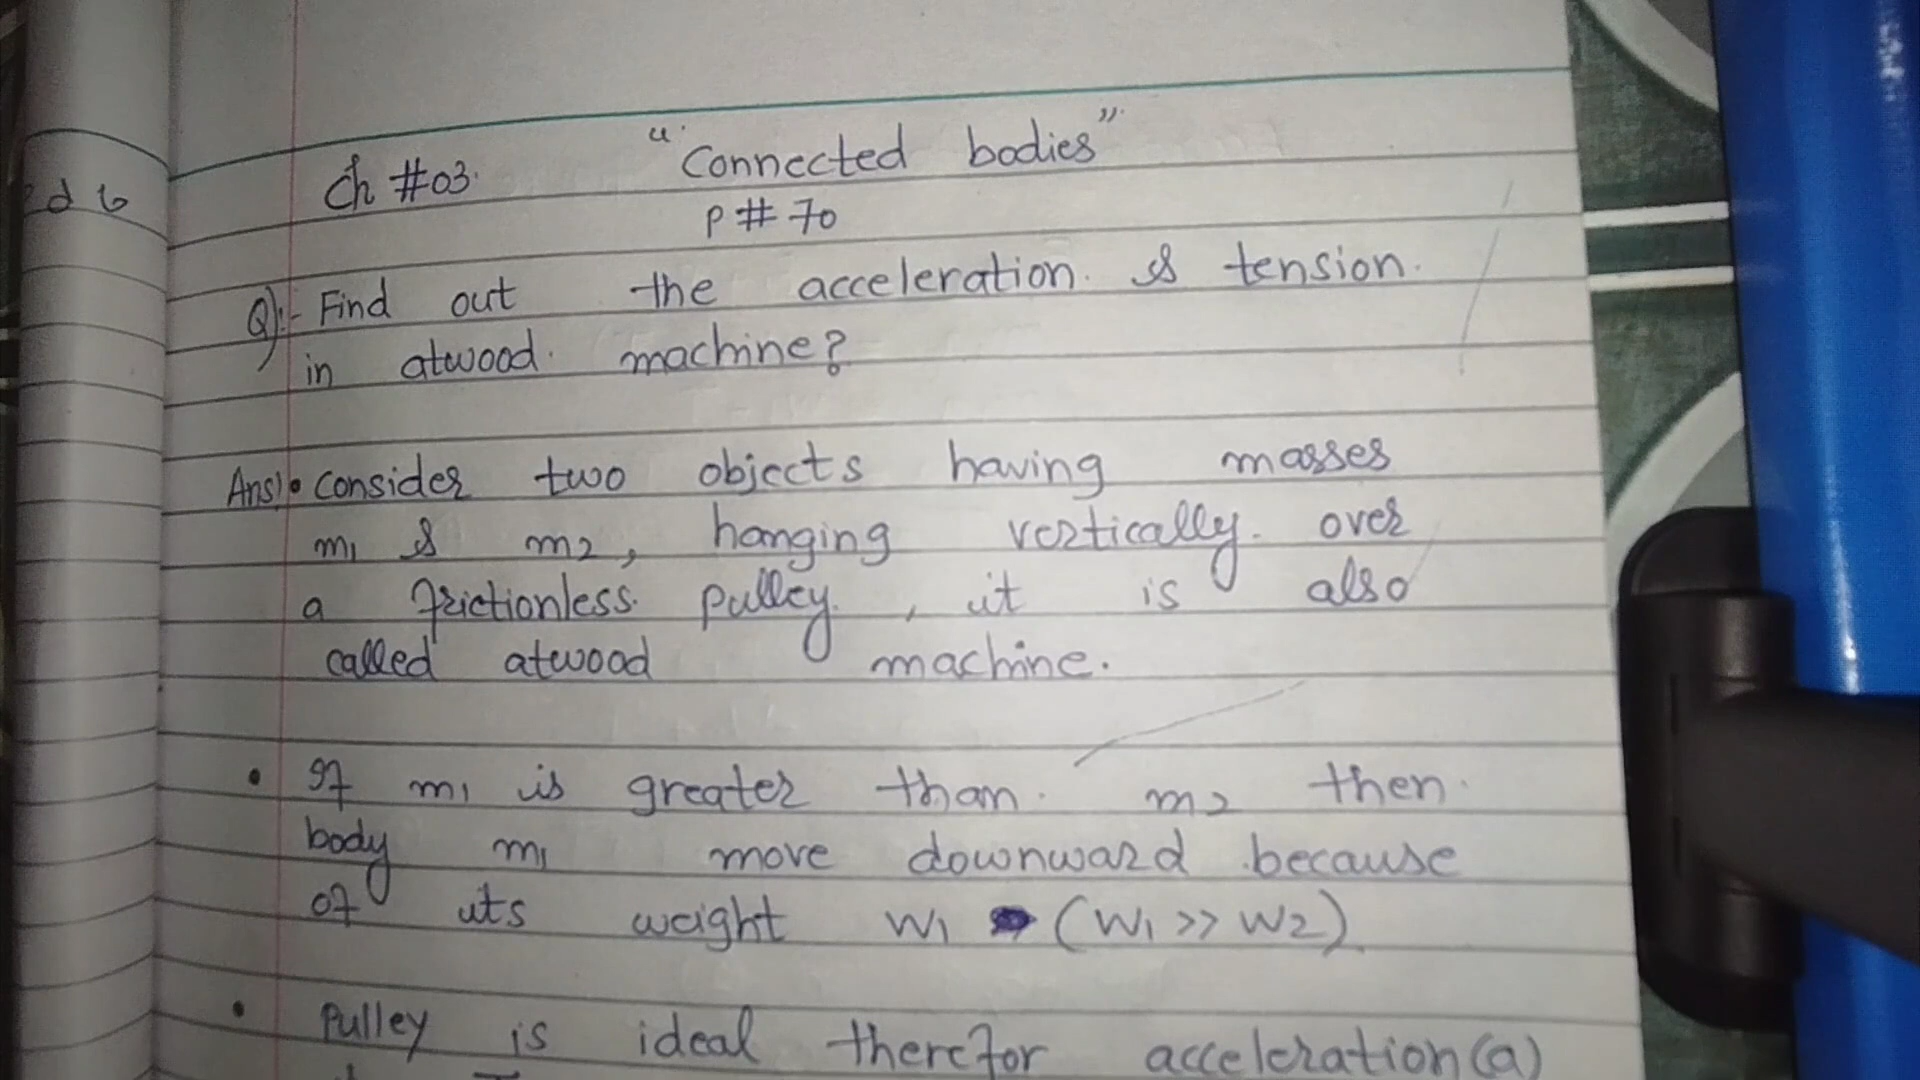 d 6
Ch #03. "Connected bodies"
P # 70
Q):- Find out the acceleration & tension.
in atwood machine?
Ans): Consider two objects having masses
m1 & m2, hanging vertically over
a frictionless pulley, it is also
called atwood machine.
• If m1 is greater than m2 then
body m1 move downward because
of its weight W1 (W1 >> W2)
• Pulley is ideal therefor acceleration(a)